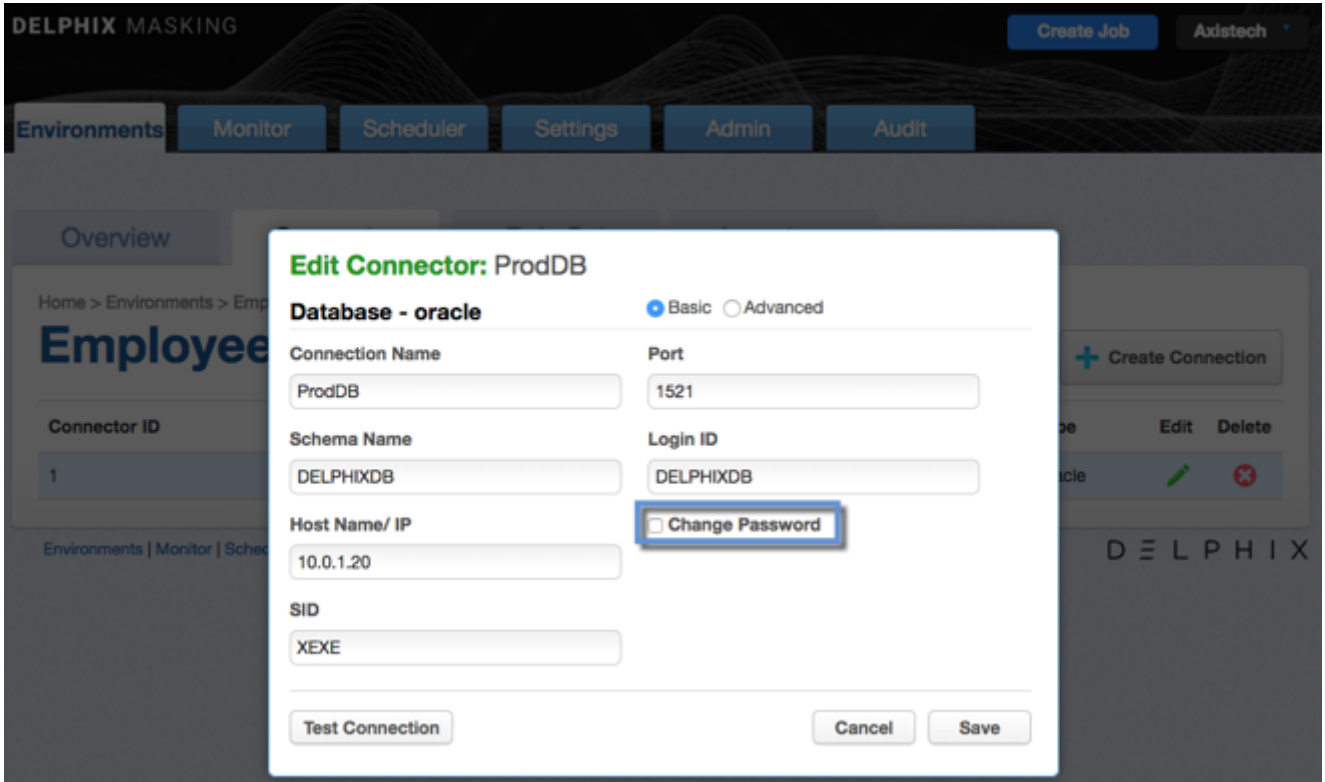 DELPHIX MASKING
Create Job
Axistech
Environments
Monitor
Scheduler
Settings
Admin
Audit
Overview
Home > Environments > Emp
Employee
Create Connection
Connector ID
Edit
Delete
1
Environments | Monitor | Sched
DELPHIX
Edit Connector: ProdDB
Database - oracle
Basic
Advanced
Connection Name
Port
ProdDB
1521
Schema Name
Login ID
DELPHIXDB
DELPHIXDB
Host Name/ IP
Change Password
10.0.1.20
SID
XEXE
Test Connection
Cancel
Save